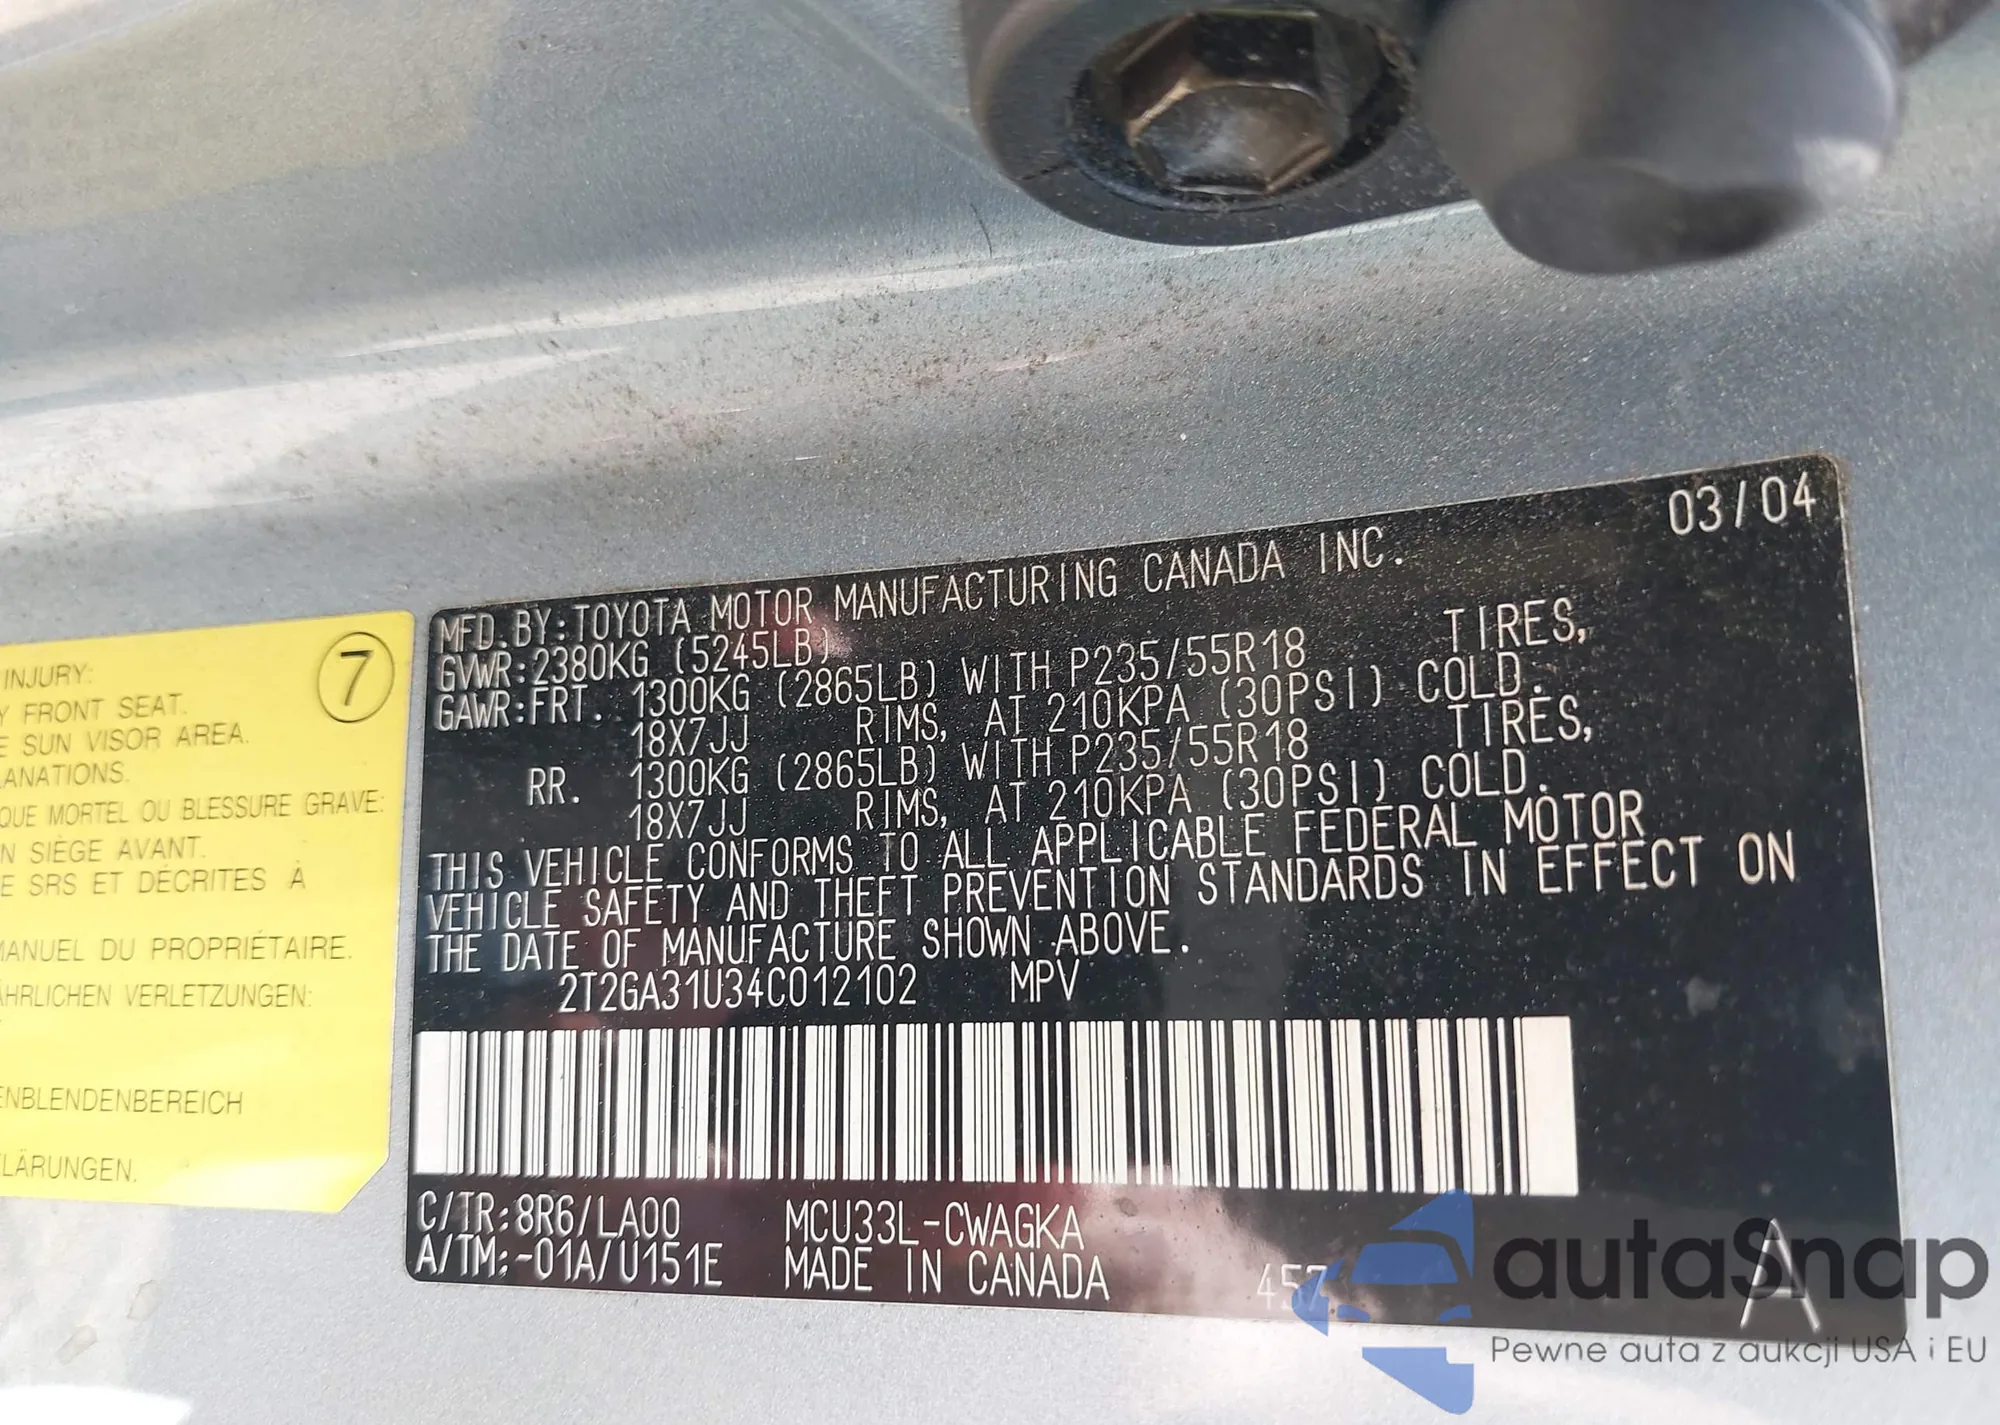 INJURY:
Y FRONT SEAT.
E SUN VISOR AREA.
LANATIONS.
QUE MORTEL OU BLESSURE GRAVE:
N SIÈGE AVANT.
E SRS ET DÉCRITES À
MANUEL DU PROPRIÉTAIRE.
ÄHRLICHEN VERLETZUNGEN:
ENBLENDENBEREICH
KLÄRUNGEN.
7
03/04
MFD.BY:TOYOTA MOTOR MANUFACTURING CANADA INC.
GVWR:2380KG (5245LB)
GAWR:FRT. 1300KG (2865LB) WITH P235/55R18 TIRES,
18X7JJ RIMS, AT 210KPA (30PSI) COLD.
RR. 1300KG (2865LB) WITH P235/55R18 TIRES,
18X7JJ RIMS, AT 210KPA (30PSI) COLD.
THIS VEHICLE CONFORMS TO ALL APPLICABLE FEDERAL MOTOR
VEHICLE SAFETY AND THEFT PREVENTION STANDARDS IN EFFECT ON
THE DATE OF MANUFACTURE SHOWN ABOVE.
2T2GA31U34C012102 MPV
C/TR:8R6/LA00 MCU33L-CWAGKA
A/TM:-01A/U151E MADE IN CANADA 457 A
autaSnap
Pewne auta z aukcji USA i EU